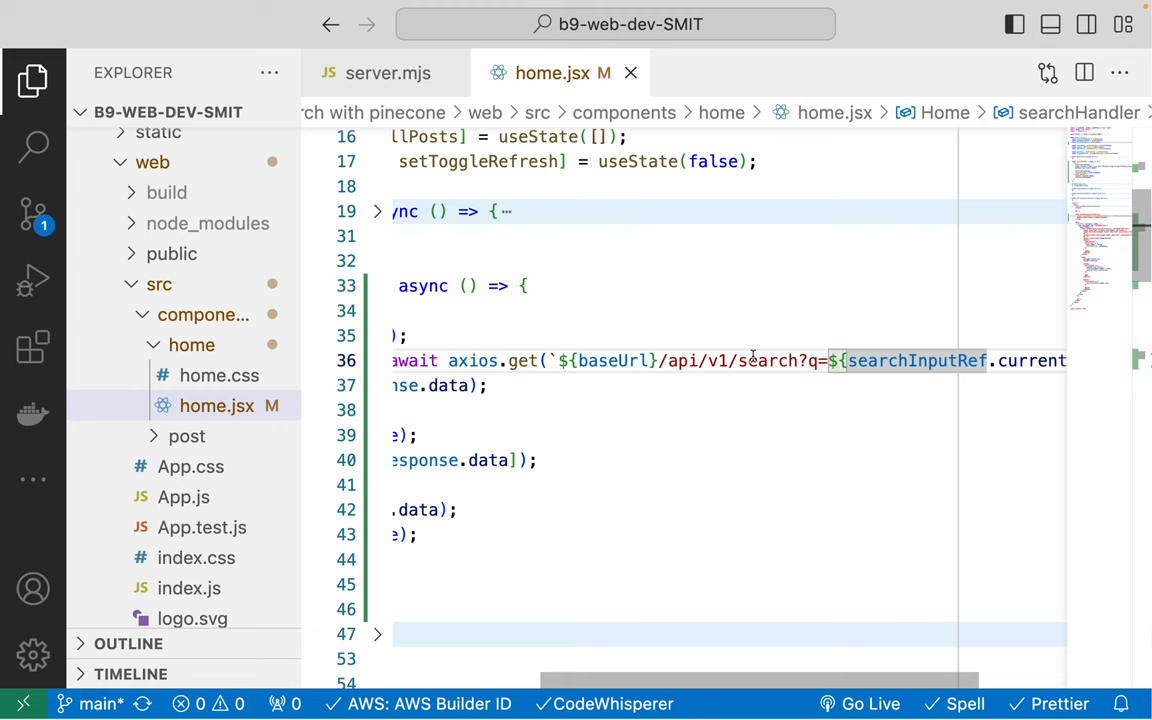 b9-web-dev-SMIT
EXPLORER
JS server.mjs
home.jsx M
B9-WEB-DEV-SMIT
rch with pinecone > web > src > components > home > home.jsx > Home > searchHandler
static
web
build
node_modules
public
src
compone...
home
# home.css
home.jsx M
post
# App.css
JS App.js
App.test.js
# index.css
JS index.js
logo.svg
OUTLINE
TIMELINE
1
16 llPosts] = useState([]);
17 setToggleRefresh] = useState(false);
18
19 ync () => {
31
32
33 async () => {
34
35 );
36 await axios.get(`${baseUrl}/api/v1/search?q=${searchInputRef.current
37 nse.data);
38
39 e);
40 esponse.data]);
41
42 .data);
43 e);
44
45
46
47
53
54
main* 0 0 0 AWS: AWS Builder ID CodeWhisperer Go Live Spell Prettier